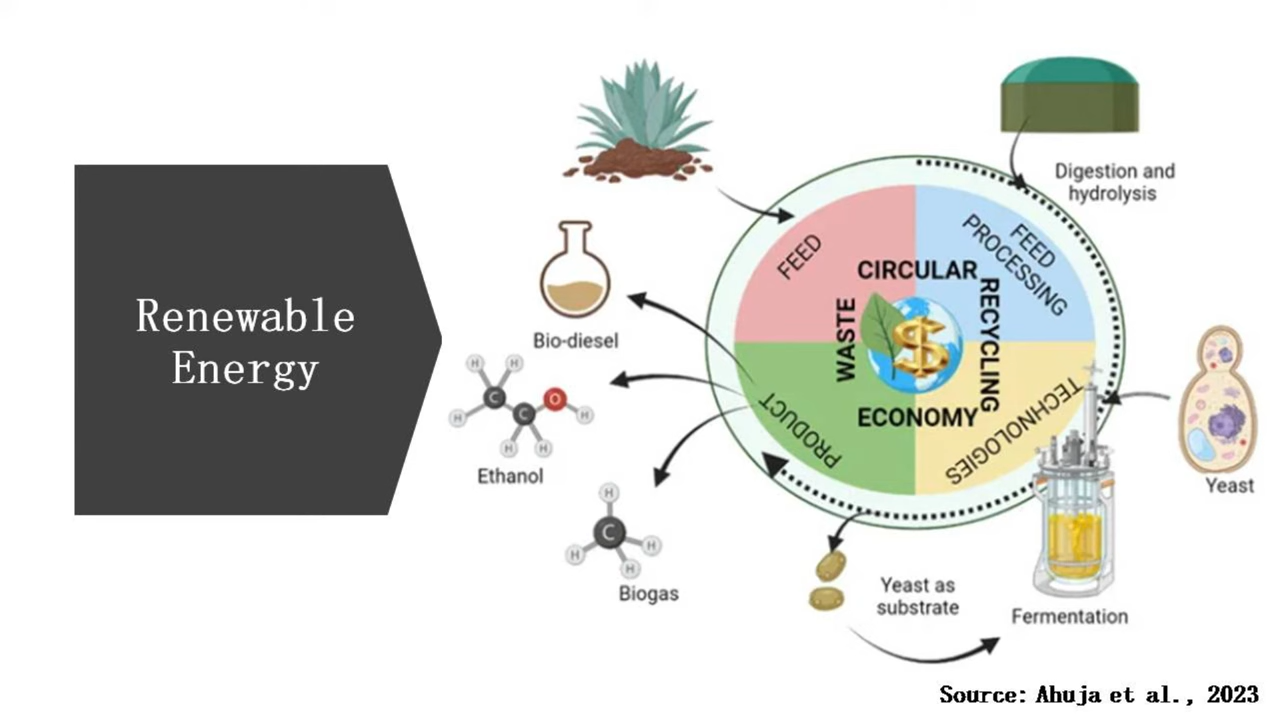 Renewable
Energy
Digestion and
hydrolysis
FEED
FEED
PROCESSING
CIRCULAR
WASTE
RECYCLING
ECONOMY
PRODUCT
TECHNOLOGIES
Bio-diesel
H
H
H
C
C
O
H
H
H
Ethanol
H
C
H
H
H
Biogas
Yeast
Yeast as
substrate
Fermentation
Source: Ahuja et al., 2023